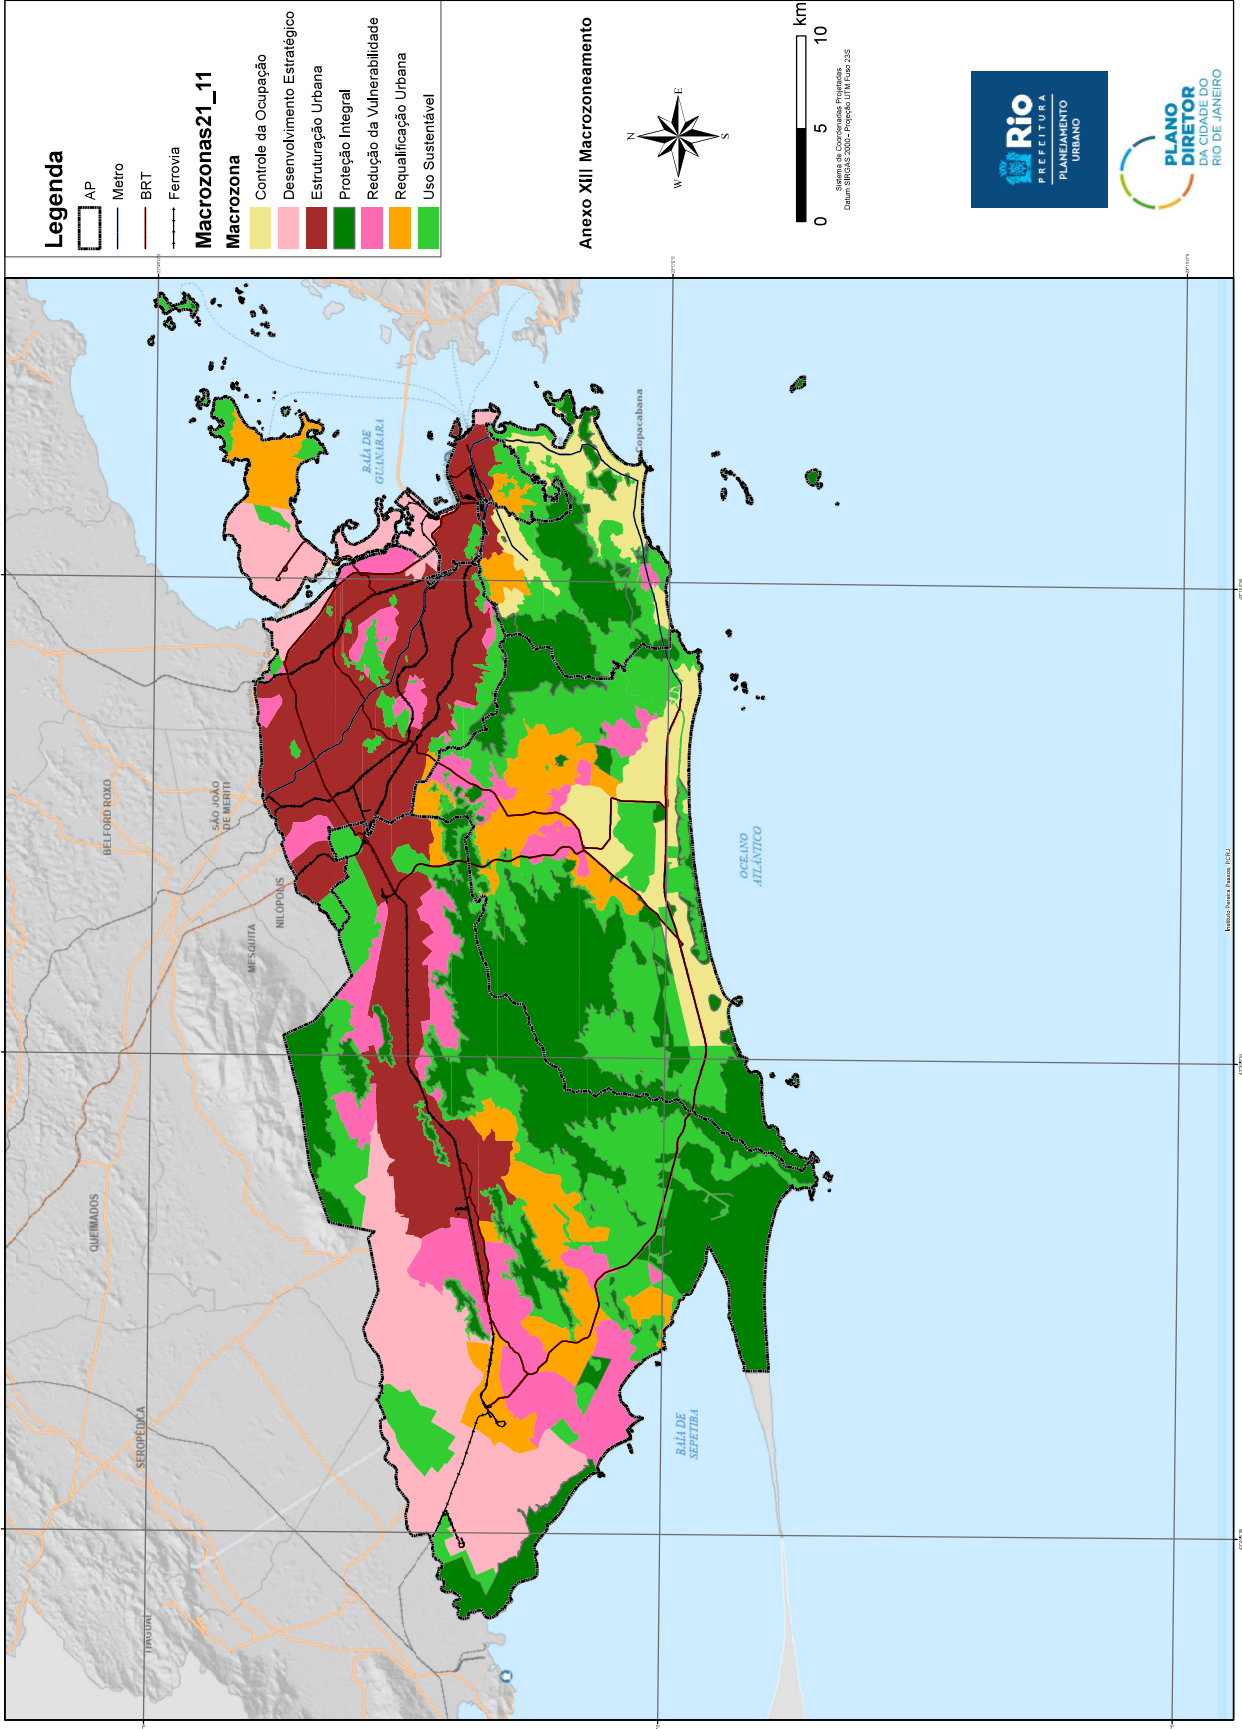 Legenda
AP
Metro
BRT
Ferrovia
Macrozonas21_11
Macrozona
Controle da Ocupação
Desenvolvimento Estratégico
Estruturação Urbana
Proteção Integral
Redução da Vulnerabilidade
Requalificação Urbana
Uso Sustentável
Anexo XIII Macrozoneamento
N
E
S
W
0
5
10
km
Sistema de Coordenadas Projetadas
Datum SIRGAS 2000 - Projeção UTM Fuso 23S
Rio
PREFEITURA
PLANEJAMENTO
URBANO
PLANO
DIRETOR
DA CIDADE DO
RIO DE JANEIRO
ITAGUAÍ
SEROPÉDICA
QUEIMADOS
BELFORD ROXO
SÃO JOÃO
DE MERITI
MESQUITA
NILÓPOLIS
BAÍA DE
GUANABARA
Copacabana
OCEANO
ATLÂNTICO
BAÍA DE
SEPETIBA
Instituto Pereira Passos, PCRJ